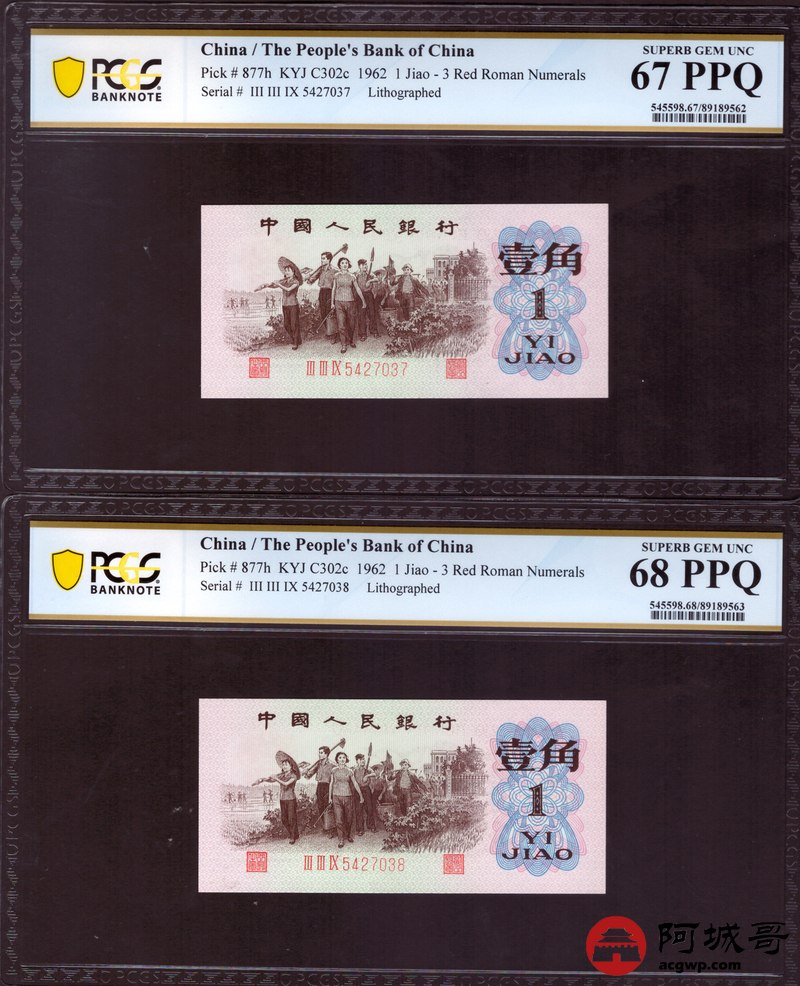 China / The People's Bank of China
Pick # 877h KYJ C302c 1962 1 Jiao - 3 Red Roman Numerals
Serial # III III IX 5427037 Lithographed
PCGS
BANKNOTE
SUPERB GEM UNC
67 PPQ
545598.67/89189562
中國人民銀行
壹角
1
YI
JIAO
III III IX 5427037
China / The People's Bank of China
Pick # 877h KYJ C302c 1962 1 Jiao - 3 Red Roman Numerals
Serial # III III IX 5427038 Lithographed
PCGS
BANKNOTE
SUPERB GEM UNC
68 PPQ
545598.68/89189563
中國人民銀行
壹角
1
YI
JIAO
III III IX 5427038
阿城哥
acgwp.com